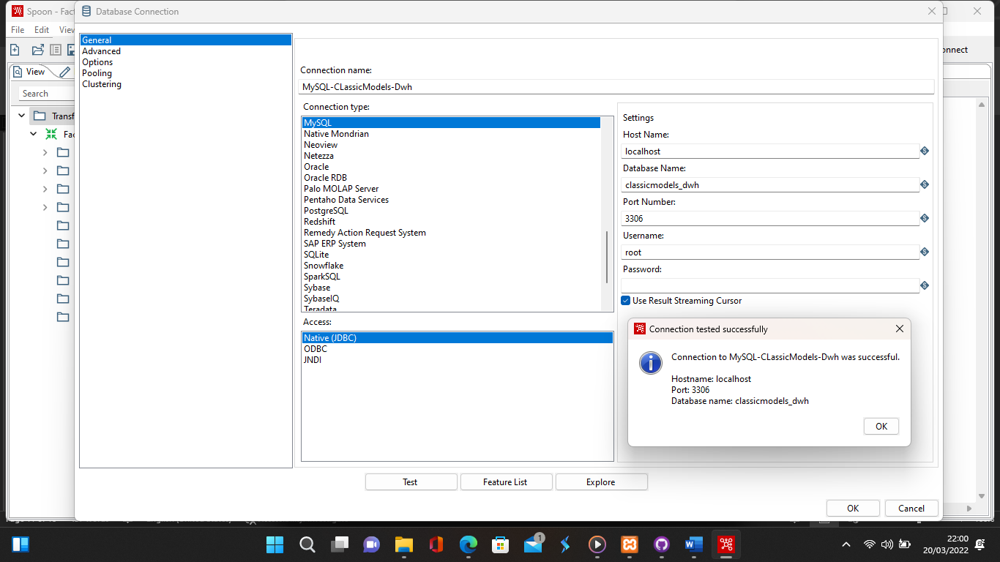 Spoon - Fac
Database Connection
File Edit View
onnect
View
Search
Transf
Fac
General
Advanced
Options
Pooling
Clustering
Connection name:
MySQL-CLassicModels-Dwh
Connection type:
MySQL
Native Mondrian
Neoview
Netezza
Oracle
Oracle RDB
Palo MOLAP Server
Pentaho Data Services
PostgreSQL
Redshift
Remedy Action Request System
SAP ERP System
SQLite
Snowflake
SparkSQL
Sybase
SybaseIQ
Teradata
Access:
Native (JDBC)
ODBC
JNDI
Settings
Host Name:
localhost
Database Name:
classicmodels_dwh
Port Number:
3306
Username:
root
Password:
Use Result Streaming Cursor
Connection tested successfully
Connection to MySQL-CLassicModels-Dwh was successful.
Hostname: localhost
Port: 3306
Database name: classicmodels_dwh
OK
Test
Feature List
Explore
OK
Cancel
1
22:00
20/03/2022